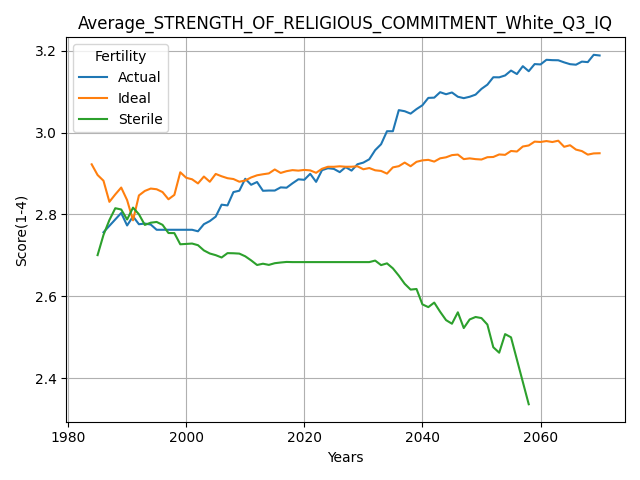 Average_STRENGTH_OF_RELIGIOUS_COMMITMENT_White_Q3_IQ
Fertility
Actual
Ideal
Sterile
Score(1-4)
3.2
3.0
2.8
2.6
2.4
1980 2000 2020 2040 2060
Years